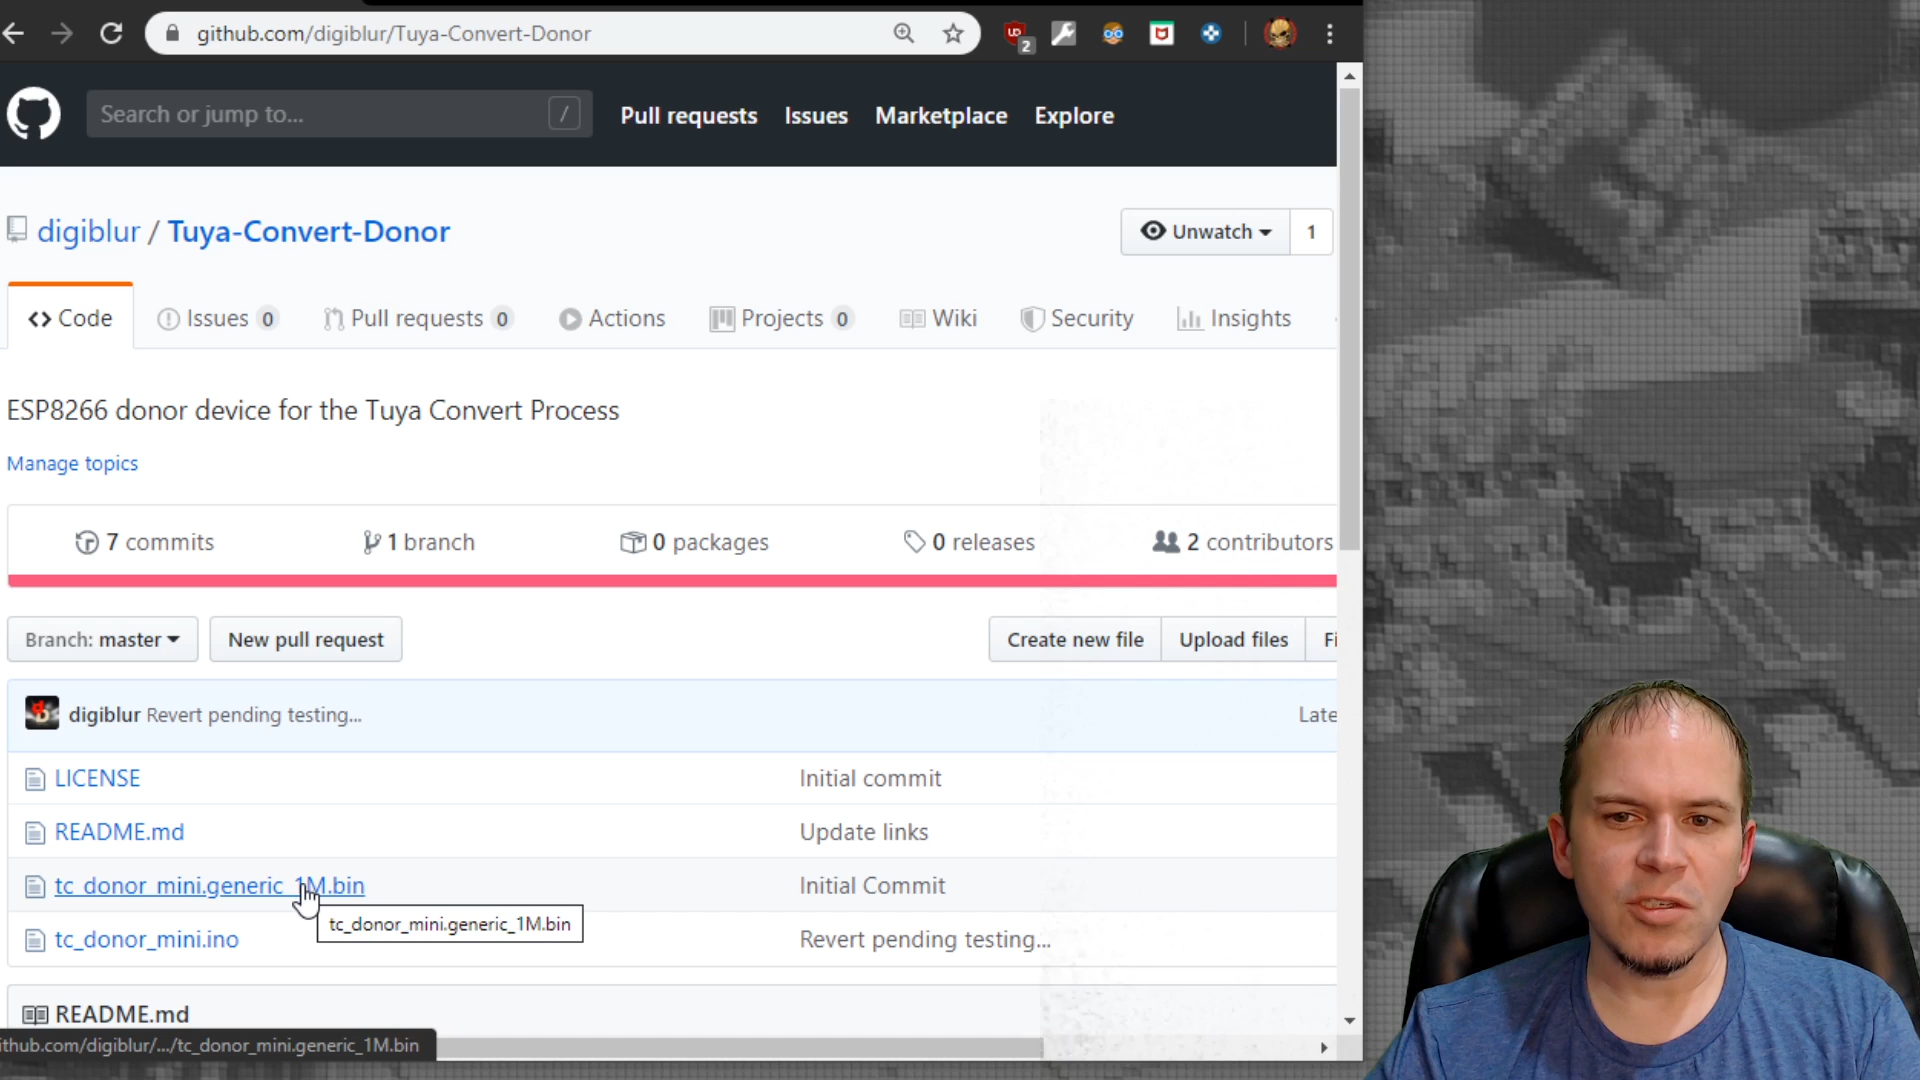 github.com/digiblur/Tuya-Convert-Donor
UD 2
Search or jump to... /
Pull requests Issues Marketplace Explore
digiblur / Tuya-Convert-Donor
Unwatch 1
Code Issues 0 Pull requests 0 Actions Projects 0 Wiki Security Insights
ESP8266 donor device for the Tuya Convert Process
Manage topics
7 commits 1 branch 0 packages 0 releases 2 contributors
Branch: master New pull request Create new file Upload files Fi
digiblur Revert pending testing... Late
LICENSE Initial commit
README.md Update links
tc_donor_mini.generic_1M.bin Initial Commit
tc_donor_mini.generic_1M.bin
tc_donor_mini.ino Revert pending testing...
README.md
ithub.com/digiblur/.../tc_donor_mini.generic_1M.bin